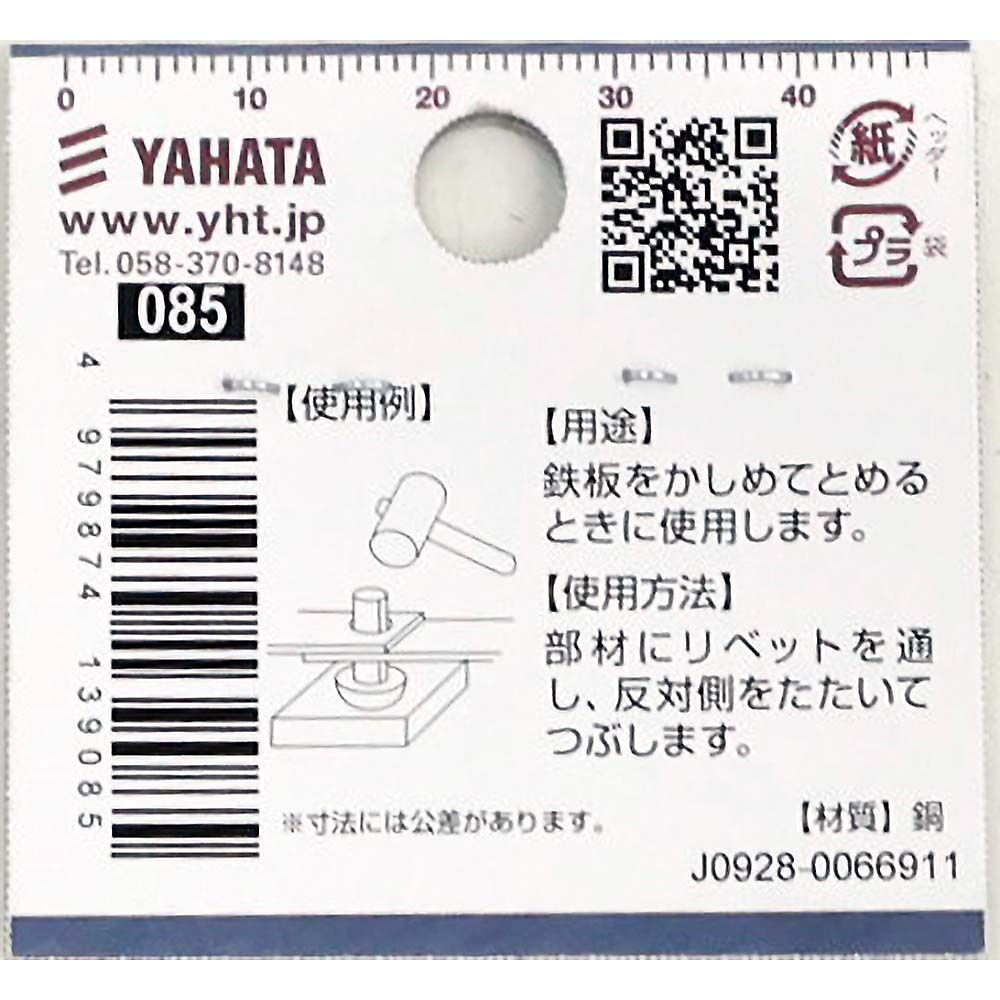 0 10 20 30 40
YAHATA
www.yht.jp
Tel.058-370-8148
085
紙
ヘッダー
プラ
袋
4 979874 139085
【使用例】
【用途】
鉄板をかしめてとめる
ときに使用します。
【使用方法】
部材にリベットを通
し、反対側をたたいて
つぶします。
※寸法には公差があります。
【材質】銅
J0928-0066911